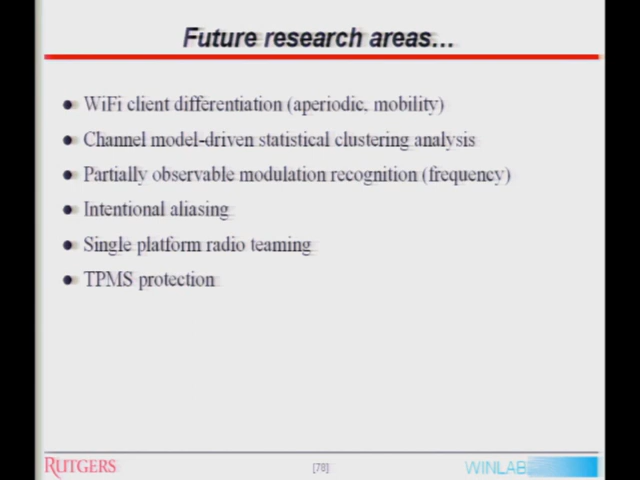 Future research areas…
● WiFi client differentiation (aperiodic, mobility)
● Channel model-driven statistical clustering analysis
● Partially observable modulation recognition (frequency)
● Intentional aliasing
● Single platform radio teaming
● TPMS protection
RUTGERS
[78]
WINLAB